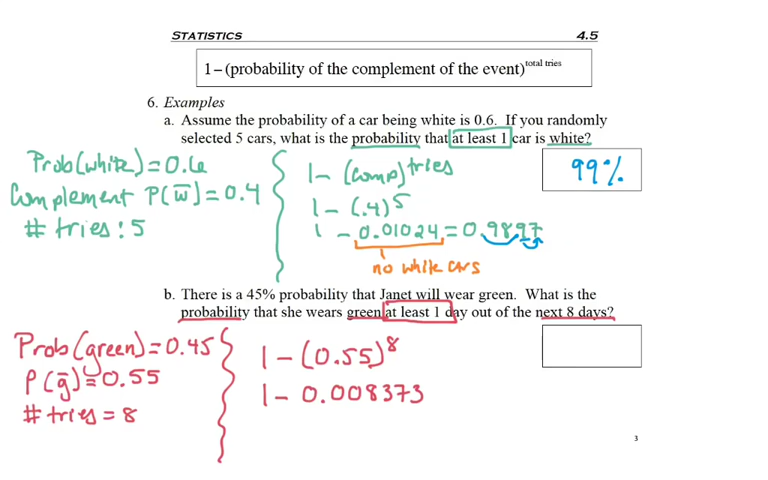 STATISTICS 4.5
1 – (probability of the complement of the event)^total tries
6. Examples
a. Assume the probability of a car being white is 0.6. If you randomly
selected 5 cars, what is the probability that at least 1 car is white?
Prob(white) = 0.6
Complement P(w̅) = 0.4
# tries : 5
1 - (comp)^tries
1 - (.4)^5
1 - 0.01024 = 0.9897
no white cars
99%
b. There is a 45% probability that Janet will wear green. What is the
probability that she wears green at least 1 day out of the next 8 days?
Prob(green) = 0.45
P(g̅) = 0.55
# tries = 8
1 - (0.55)^8
1 - 0.008373
3